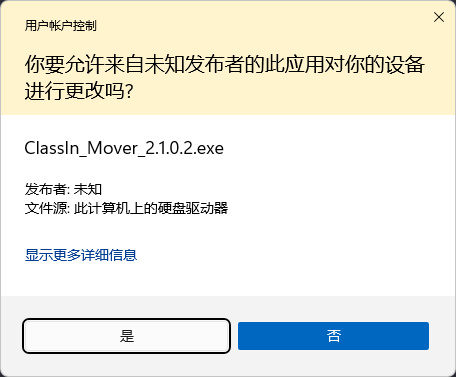 用户帐户控制
你要允许来自未知发布者的此应用对你的设备
进行更改吗?
ClassIn_Mover_2.1.0.2.exe
发布者: 未知
文件源: 此计算机上的硬盘驱动器
显示更多详细信息
是
否